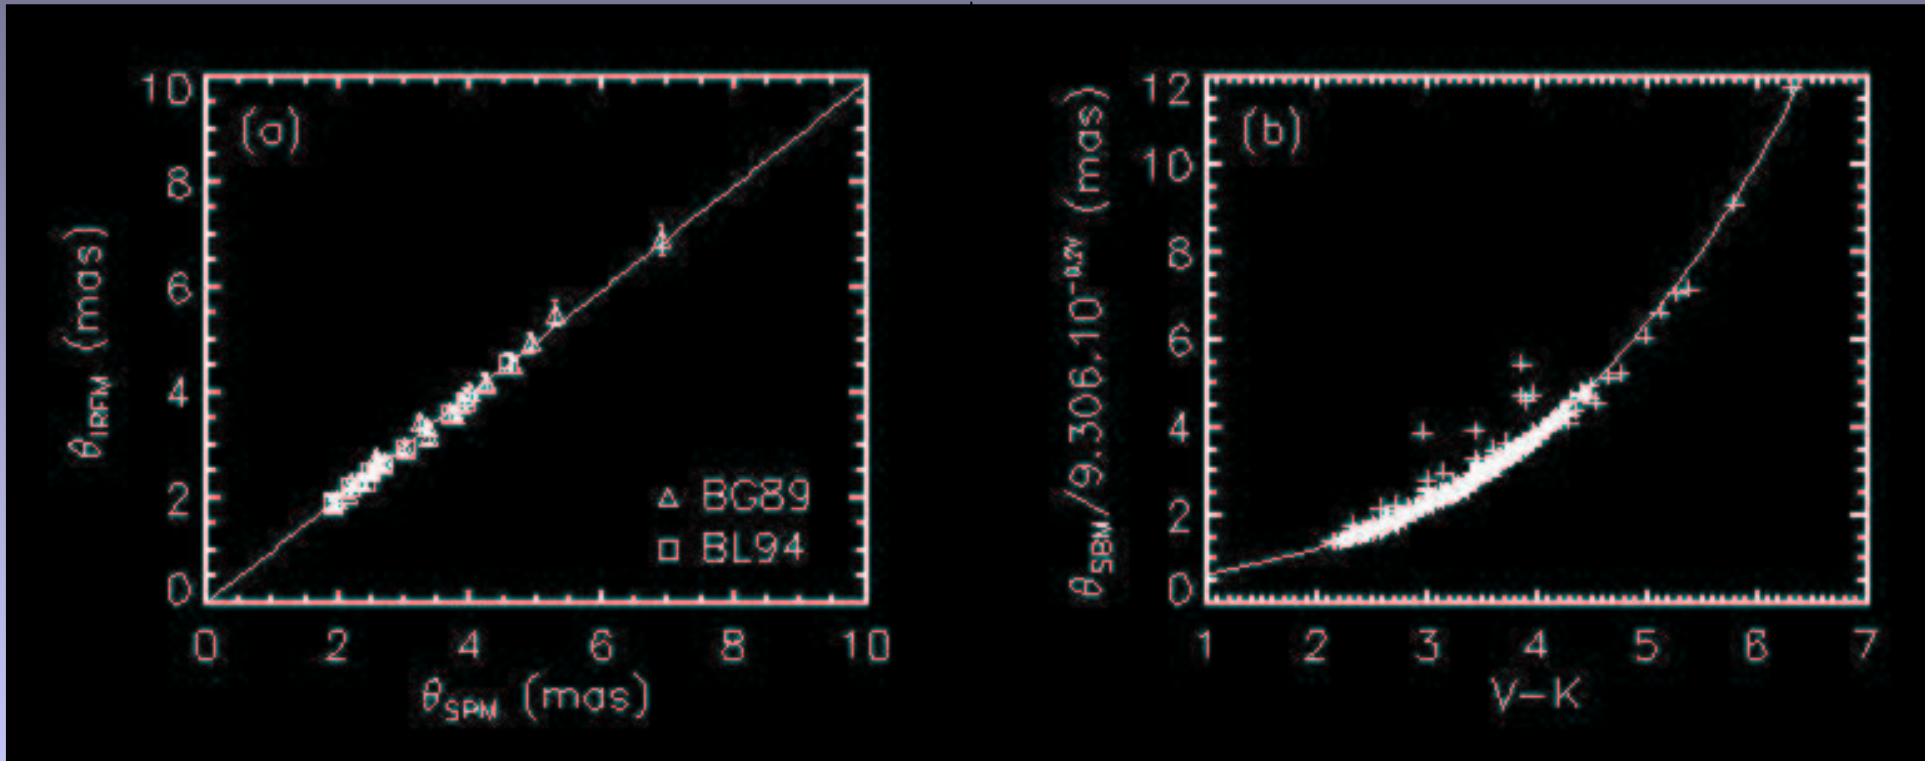 (a)
10
8
6
4
2
0
θIRFM (mas)
△ BG89
□ BL94
0 2 4 6 8 10
θSPM (mas)
(b)
12
10
8
6
4
2
0
θSBM/9.306.10^-0.2V (mas)
1 2 3 4 5 6 7
V-K